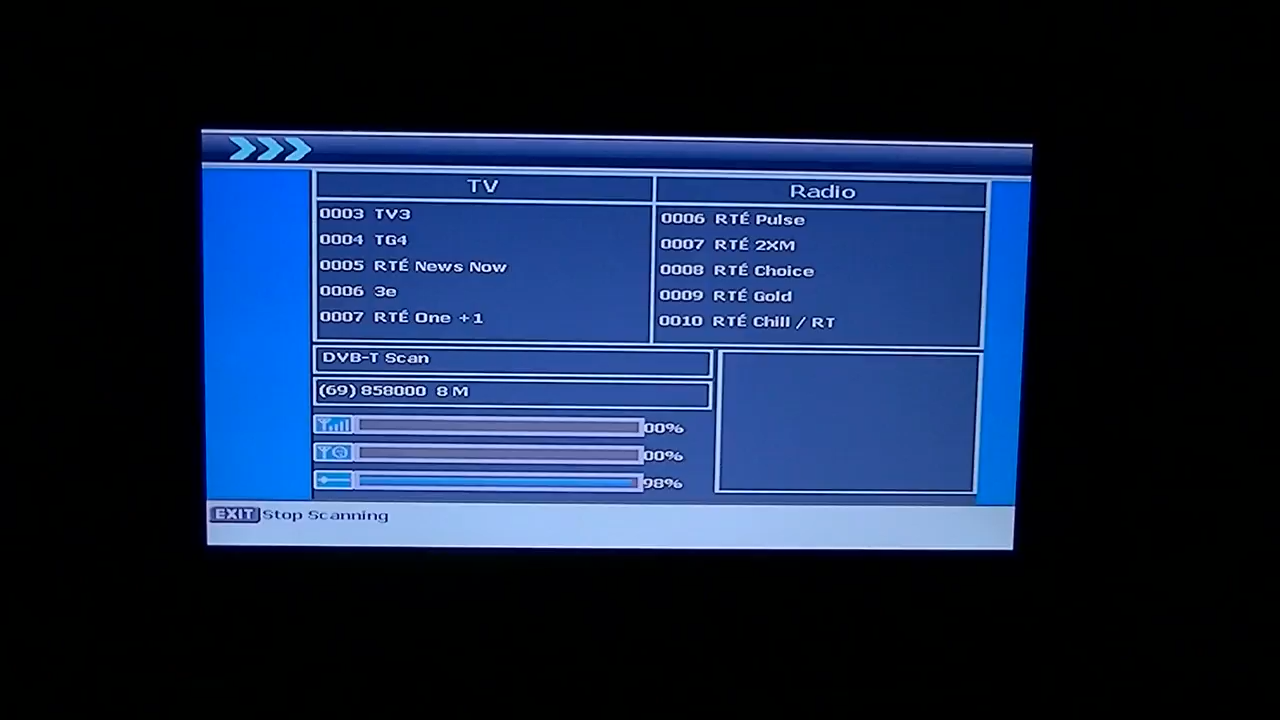 TV
Radio
0003 TV3
0004 TG4
0005 RTÉ News Now
0006 3e
0007 RTÉ One +1
0006 RTÉ Pulse
0007 RTÉ 2XM
0008 RTÉ Choice
0009 RTÉ Gold
0010 RTÉ Chill / RT
DVB-T Scan
(69) 858000 8 M
00%
00%
98%
EXIT Stop Scanning